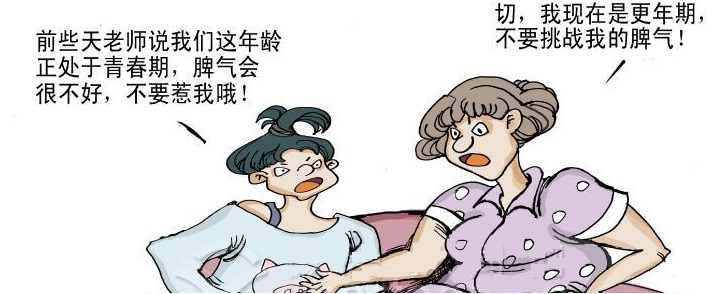 前些天老师说我们这年龄
正处于青春期，脾气会
很不好，不要惹我哦！
切，我现在是更年期，
不要挑战我的脾气！